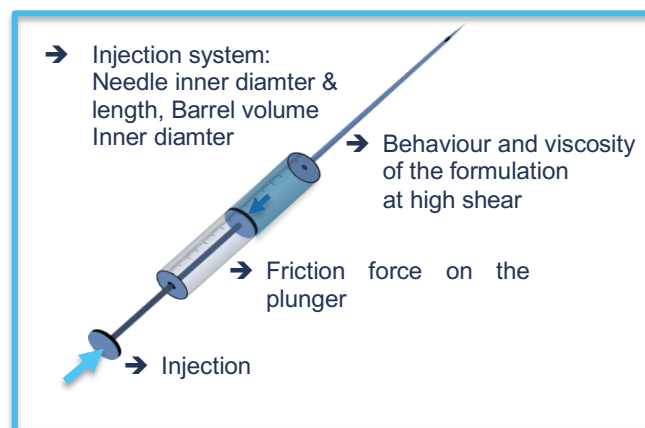 ➔ Injection system:
Needle inner diamter &
length, Barrel volume
Inner diamter
➔ Behaviour and viscosity
of the formulation
at high shear
➔ Friction force on the
plunger
➔ Injection